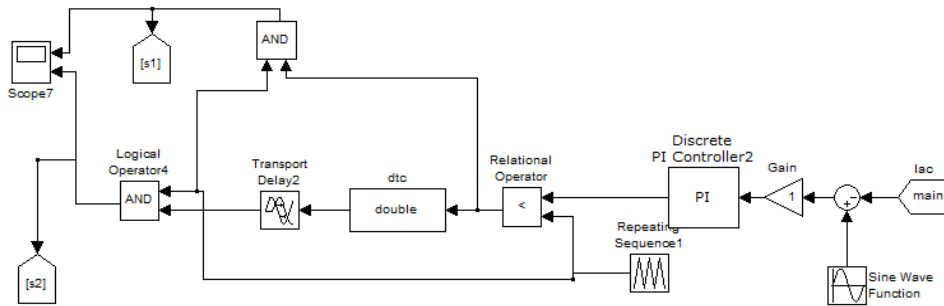 AND
[s1]
Scope7
Logical
Operator4
AND
Transport
Delay2
dtc
double
Relational
Operator
<
Discrete
PI Controller2
PI
Gain
1
Iac
main
+
-
Repeating
Sequence1
Sine Wave
Function
[s2]